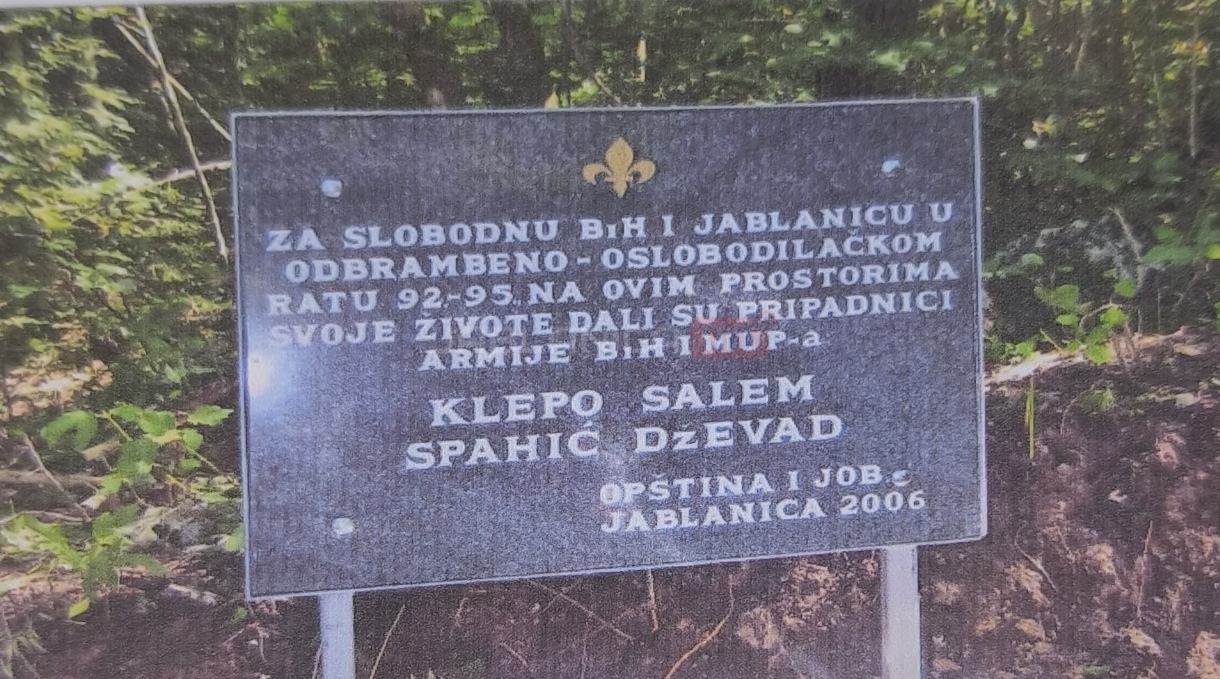 ZA SLOBODNU BiH I JABLANICU U
ODBRAMBENO - OSLOBODILAČKOM
RATU 92.-95. NA OVIM PROSTORIMA
SVOJE ŽIVOTE DALI SU PRIPADNICI
ARMIJE BiH I MUP-a
KLEPO SALEM
SPAHIĆ DzEVAD
OPŠTINA I JOB-e
JABLANICA 2006